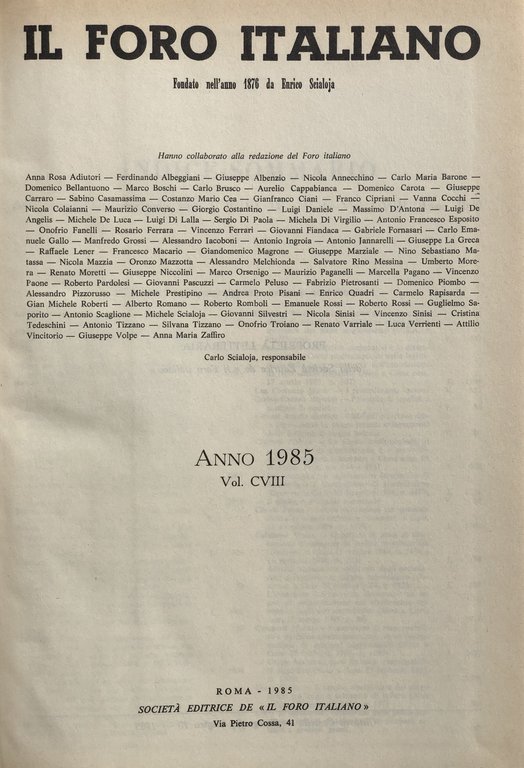 IL FORO ITALIANO
Fondato nell'anno 1876 da Enrico Scialoja
Hanno collaborato alla redazione del Foro italiano
Anna Rosa Adiutori — Ferdinando Albeggiani — Giuseppe Albenzio — Nicola Annecchino — Carlo Maria Barone —
Domenico Bellantuono — Marco Boschi — Carlo Brusco — Aurelio Cappabianca — Domenico Carota — Giuseppe
Carraro — Sabino Casamassima — Costanzo Mario Cea — Gianfranco Ciani — Franco Cipriani — Vanna Cocchi —
Nicola Colaianni — Maurizio Converso — Giorgio Costantino — Luigi Daniele — Massimo D'Antona — Luigi De
Angelis — Michele De Luca — Luigi Di Lalla — Sergio Di Paola — Michela Di Virgilio — Antonio Francesco Esposito
— Onofrio Fanelli — Rosario Ferrara — Vincenzo Ferrari — Giovanni Fiandaca — Gabriele Fornasari — Carlo Ema-
nuele Gallo — Manfredo Grossi — Alessandro Iacoboni — Antonio Ingroia — Antonio Jannarelli — Giuseppe La Greca
— Raffaele Lener — Francesco Macario — Giandomenico Magrone — Giuseppe Marziale — Nino Sebastiano Ma-
tassa — Nicola Mazzia — Oronzo Mazzotta — Alessandro Melchionda — Salvatore Rino Messina — Umberto More-
ra — Renato Moretti — Giuseppe Niccolini — Marco Orsenigo — Maurizio Paganelli — Marcella Pagano — Vincenzo
Paone — Roberto Pardolesi — Giovanni Pascuzzi — Carmelo Peluso — Fabrizio Pietrosanti — Domenico Piombo —
Alessandro Pizzorusso — Michele Prestipino — Andrea Proto Pisani — Enrico Quadri — Carmelo Rapisarda —
Gian Michele Roberti — Alberto Romano — Roberto Romboli — Emanuele Rossi — Roberto Rossi — Guglielmo Sa-
porito — Antonio Scaglione — Michele Scialoja — Giovanni Silvestri — Nicola Sinisi — Vincenzo Sinisi — Cristina
Tedeschini — Antonio Tizzano — Silvana Tizzano — Onofrio Troiano — Renato Varriale — Luca Verrienti — Attilio
Vincitorio — Giuseppe Volpe — Anna Maria Zaffiro
Carlo Scialoja, responsabile
ANNO 1985
Vol. CVIII
ROMA - 1985
SOCIETÀ EDITRICE DE «IL FORO ITALIANO»
Via Pietro Cossa, 41